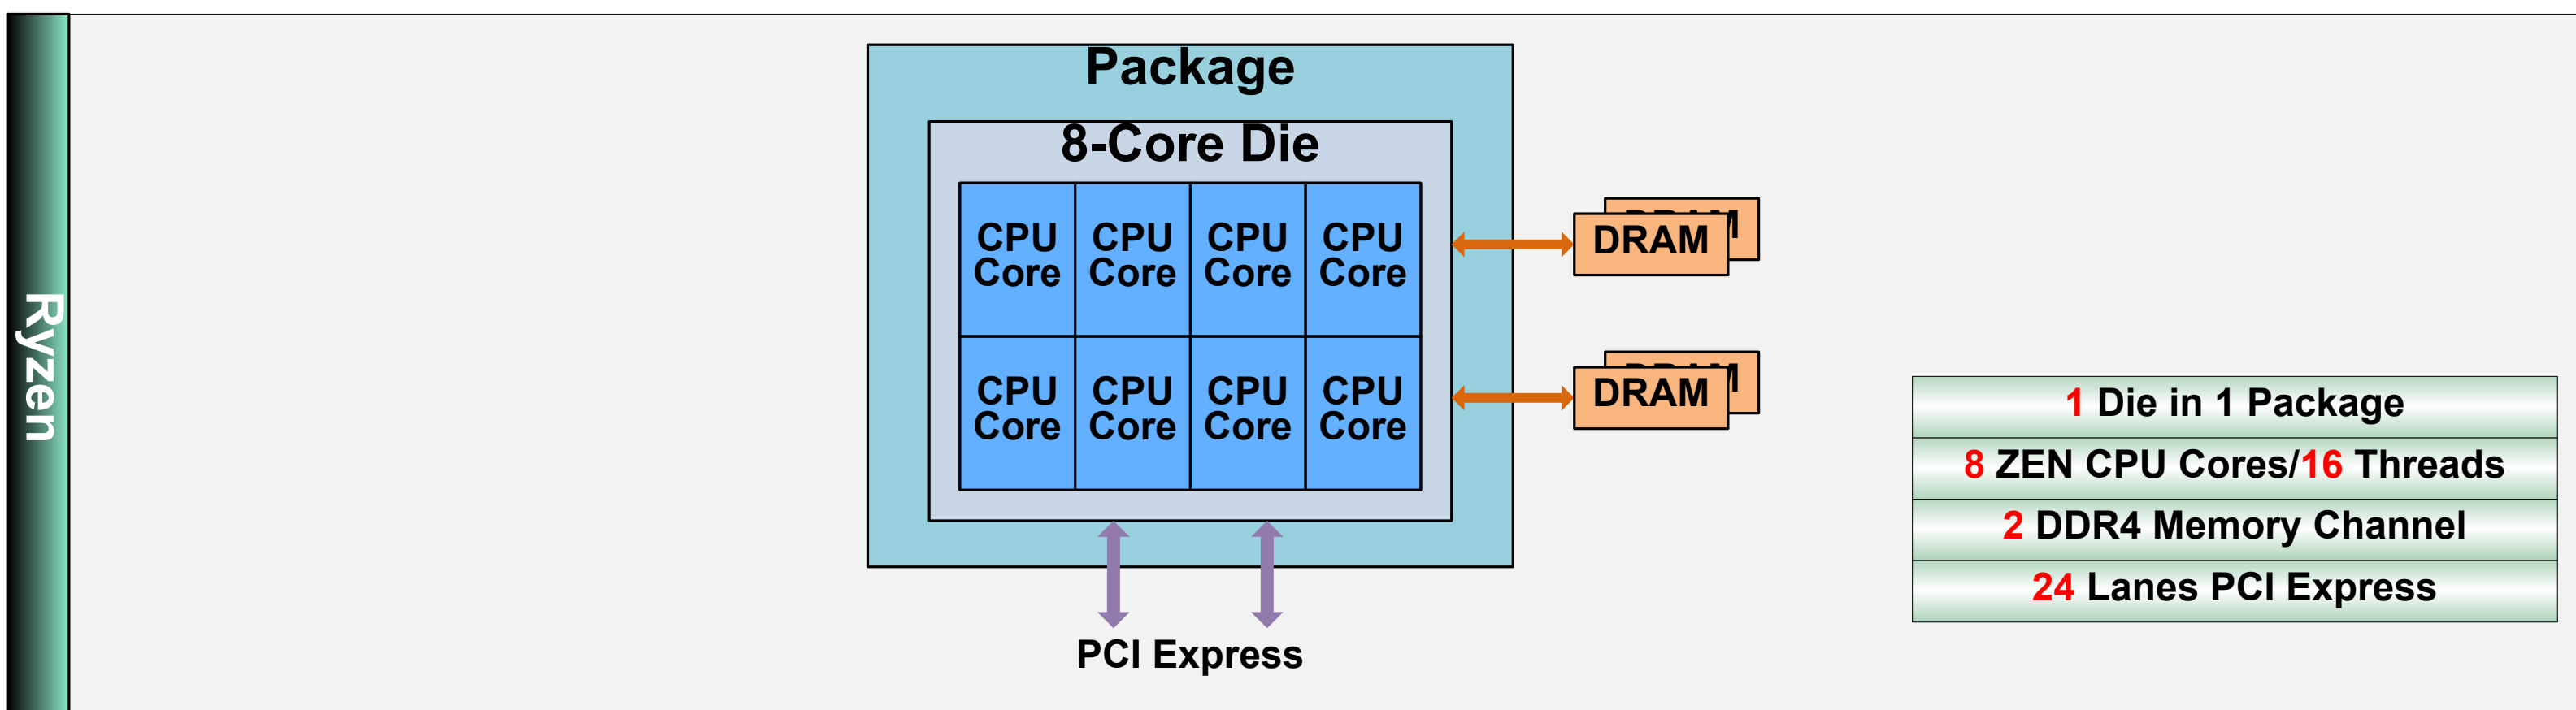 Ryzen
Package
8-Core Die
CPU CPU CPU CPU
Core Core Core Core
CPU CPU CPU CPU
Core Core Core Core
DRAM
DRAM
DRAM
DRAM
PCI Express
1 Die in 1 Package
8 ZEN CPU Cores/16 Threads
2 DDR4 Memory Channel
24 Lanes PCI Express